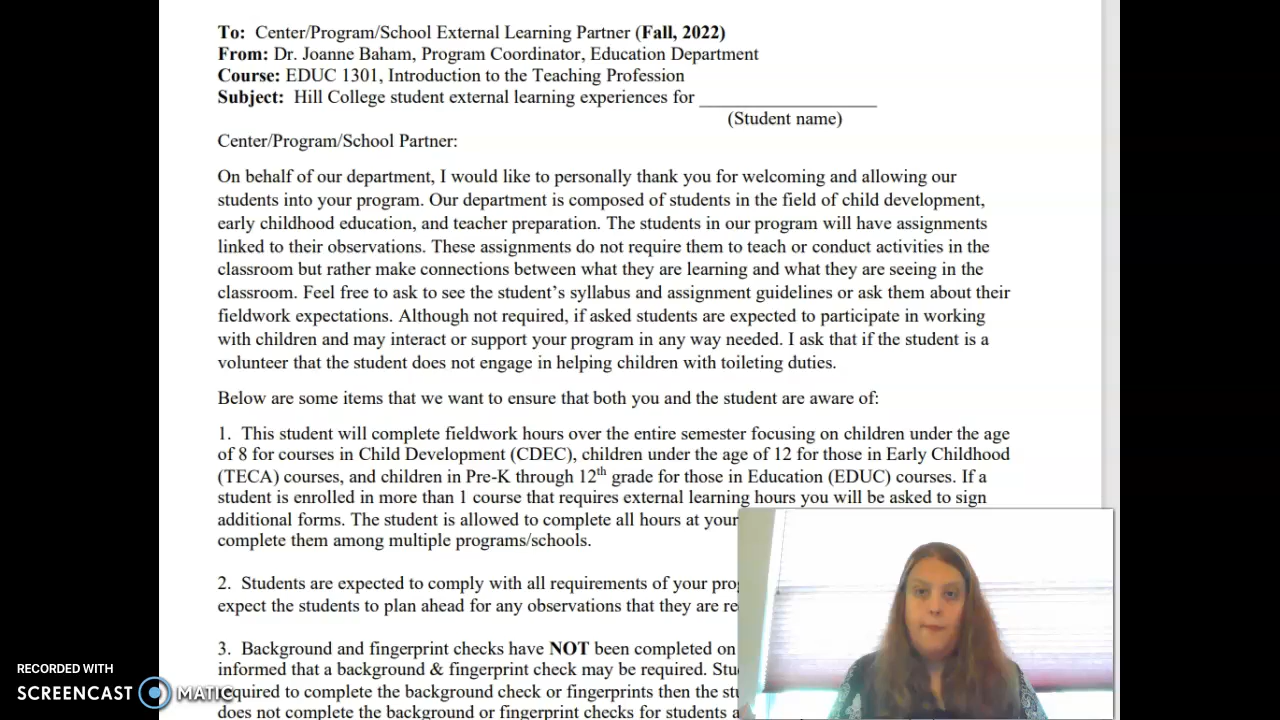 To: Center/Program/School External Learning Partner (Fall, 2022)
From: Dr. Joanne Baham, Program Coordinator, Education Department
Course: EDUC 1301, Introduction to the Teaching Profession
Subject: Hill College student external learning experiences for ___________________
(Student name)
Center/Program/School Partner:
On behalf of our department, I would like to personally thank you for welcoming and allowing our
students into your program. Our department is composed of students in the field of child development,
early childhood education, and teacher preparation. The students in our program will have assignments
linked to their observations. These assignments do not require them to teach or conduct activities in the
classroom but rather make connections between what they are learning and what they are seeing in the
classroom. Feel free to ask to see the student's syllabus and assignment guidelines or ask them about their
fieldwork expectations. Although not required, if asked students are expected to participate in working
with children and may interact or support your program in any way needed. I ask that if the student is a
volunteer that the student does not engage in helping children with toileting duties.
Below are some items that we want to ensure that both you and the student are aware of:
1. This student will complete fieldwork hours over the entire semester focusing on children under the age
of 8 for courses in Child Development (CDEC), children under the age of 12 for those in Early Childhood
(TECA) courses, and children in Pre-K through 12th grade for those in Education (EDUC) courses. If a
student is enrolled in more than 1 course that requires external learning hours you will be asked to sign
additional forms. The student is allowed to complete all hours at your
complete them among multiple programs/schools.
2. Students are expected to comply with all requirements of your
expect the students to plan ahead for any observations that they are
3. Background and fingerprint checks have NOT been completed on
informed that a background & fingerprint check may be required.
required to complete the background check or fingerprints then the
does not complete the background or fingerprint checks for students
RECORDED WITH
SCREENCAST MATIC